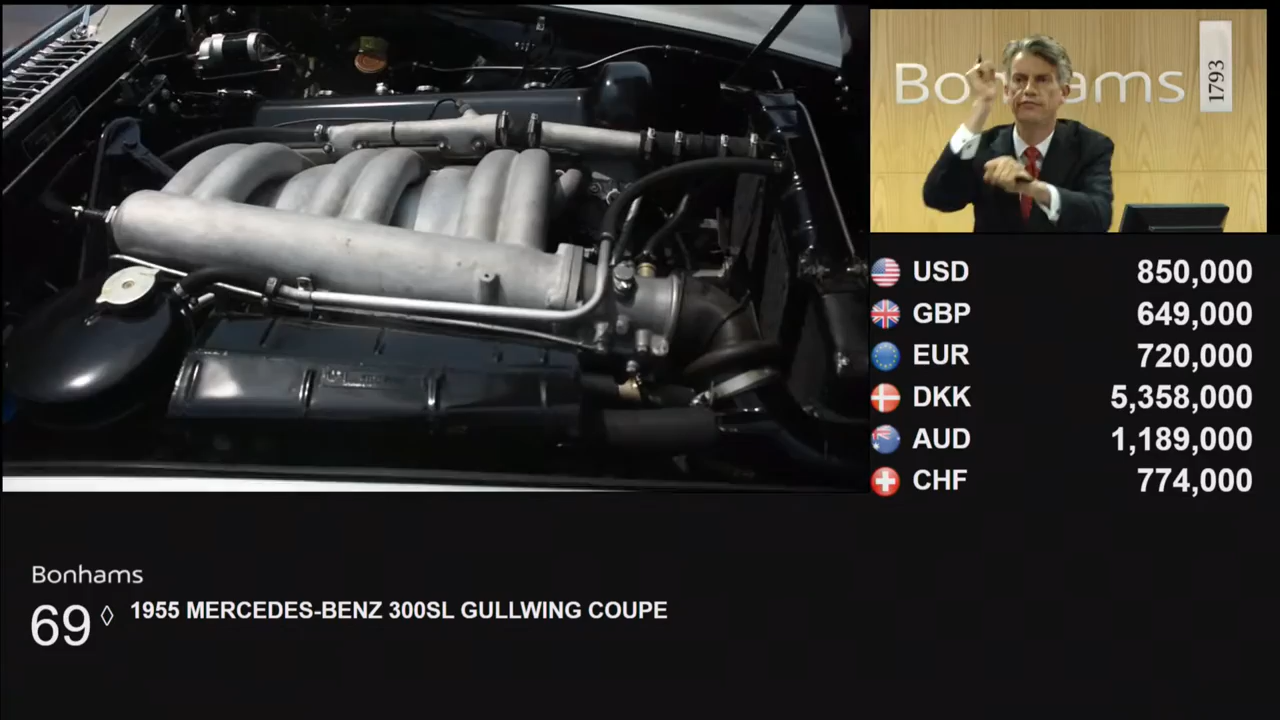 Bonhams
1793
USD 850,000
GBP 649,000
EUR 720,000
DKK 5,358,000
AUD 1,189,000
CHF 774,000
Bonhams
69 ◊ 1955 MERCEDES-BENZ 300SL GULLWING COUPE